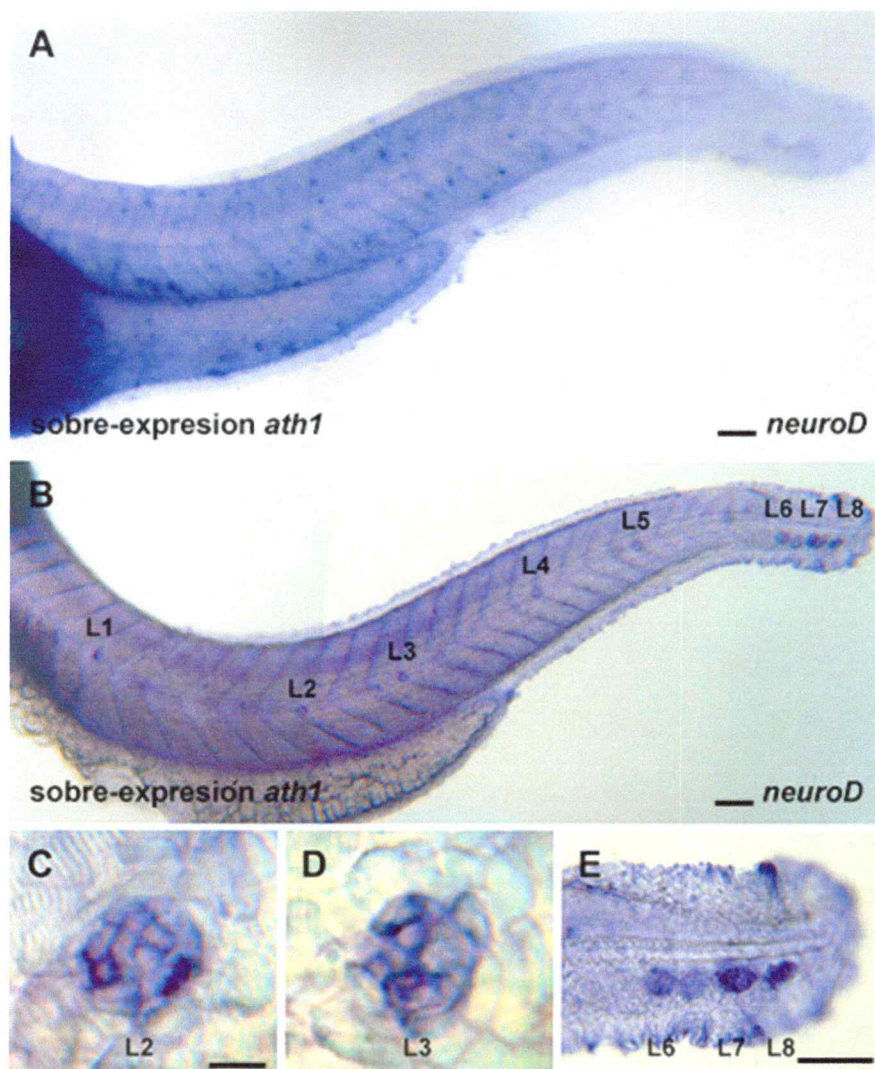 A
sobre-expresion ath1
neuroD
B
L1
L2
L3
L4
L5
L6 L7 L8
sobre-expresion ath1
neuroD
C
L2
D
L3
E
L6 L7 L8